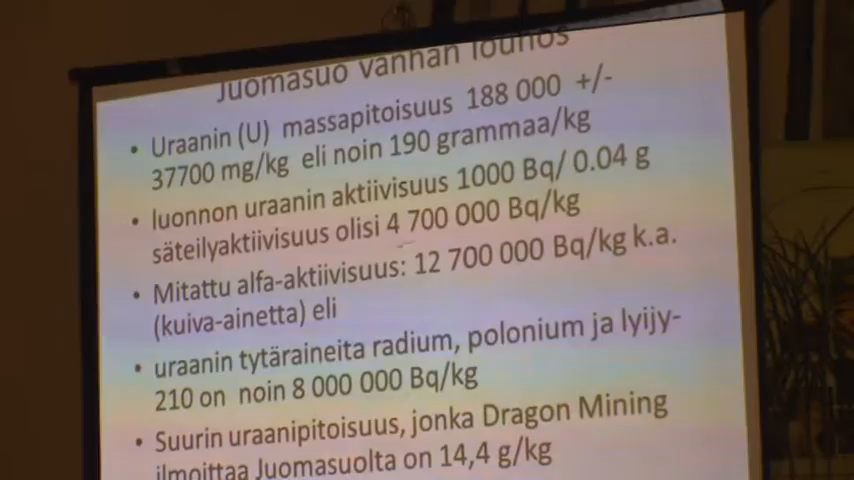 Juomasuo vanhan louhos
• Uraanin (U) massapitoisuus 188 000 +/-
37700 mg/kg eli noin 190 grammaa/kg
• luonnon uraanin aktiivisuus 1000 Bq/ 0.04 g
säteilyaktiivisuus olisi 4 700 000 Bq/kg
• Mitattu alfa-aktiivisuus: 12 700 000 Bq/kg k.a.
(kuiva-ainetta) eli
• uraanin tytäraineita radium, polonium ja lyijy-
210 on noin 8 000 000 Bq/kg
• Suurin uraanipitoisuus, jonka Dragon Mining
ilmoittaa Juomasuolta on 14,4 g/kg